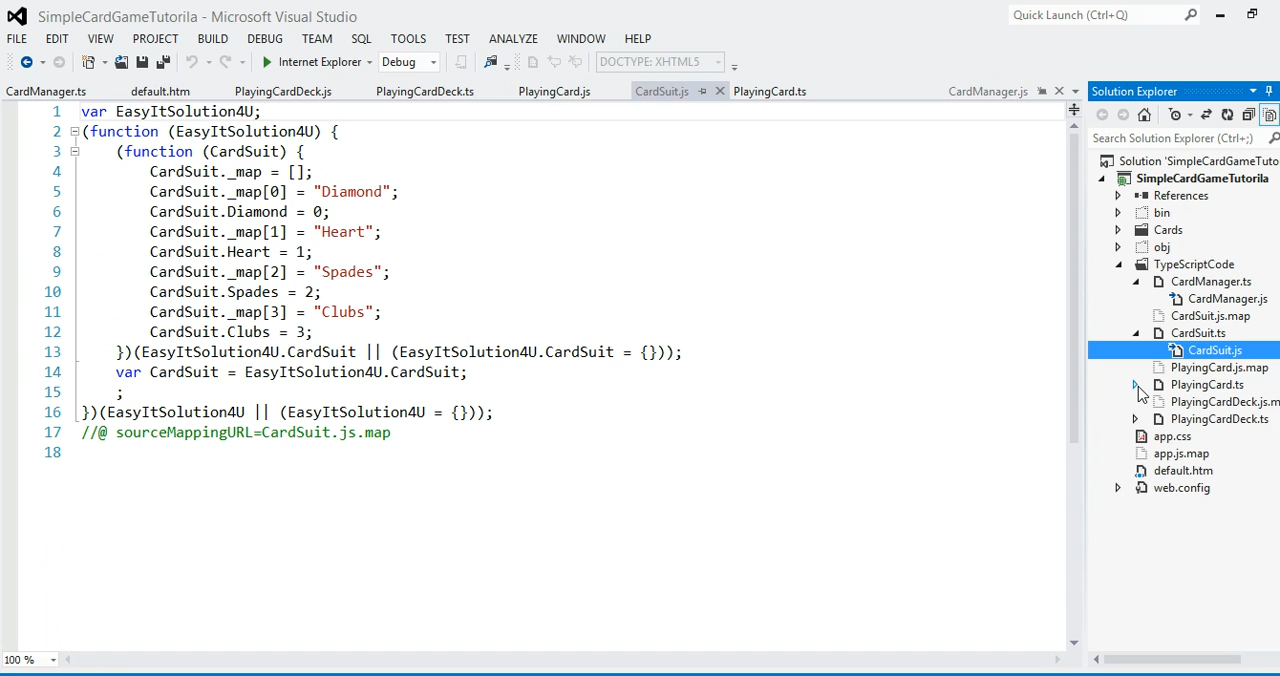 SimpleCardGameTutorila - Microsoft Visual Studio
Quick Launch (Ctrl+Q)
FILE EDIT VIEW PROJECT BUILD DEBUG TEAM SQL TOOLS TEST ANALYZE WINDOW HELP
Internet Explorer Debug DOCTYPE: XHTML5
CardManager.ts default.htm PlayingCardDeck.js PlayingCardDeck.ts PlayingCard.js CardSuit.js PlayingCard.ts CardManager.js
1 var EasyItSolution4U;
2 (function (EasyItSolution4U) {
3 (function (CardSuit) {
4 CardSuit._map = [];
5 CardSuit._map[0] = "Diamond";
6 CardSuit.Diamond = 0;
7 CardSuit._map[1] = "Heart";
8 CardSuit.Heart = 1;
9 CardSuit._map[2] = "Spades";
10 CardSuit.Spades = 2;
11 CardSuit._map[3] = "Clubs";
12 CardSuit.Clubs = 3;
13 })(EasyItSolution4U.CardSuit || (EasyItSolution4U.CardSuit = {}));
14 var CardSuit = EasyItSolution4U.CardSuit;
15 ;
16 })(EasyItSolution4U || (EasyItSolution4U = {}));
17 //@ sourceMappingURL=CardSuit.js.map
18
100 %
Solution Explorer
Search Solution Explorer (Ctrl+;)
Solution 'SimpleCardGameTuto
SimpleCardGameTutorila
References
bin
Cards
obj
TypeScriptCode
CardManager.ts
CardManager.js
CardSuit.js.map
CardSuit.ts
CardSuit.js
PlayingCard.js.map
PlayingCard.ts
PlayingCardDeck.js.m
PlayingCardDeck.ts
app.css
app.js.map
default.htm
web.config